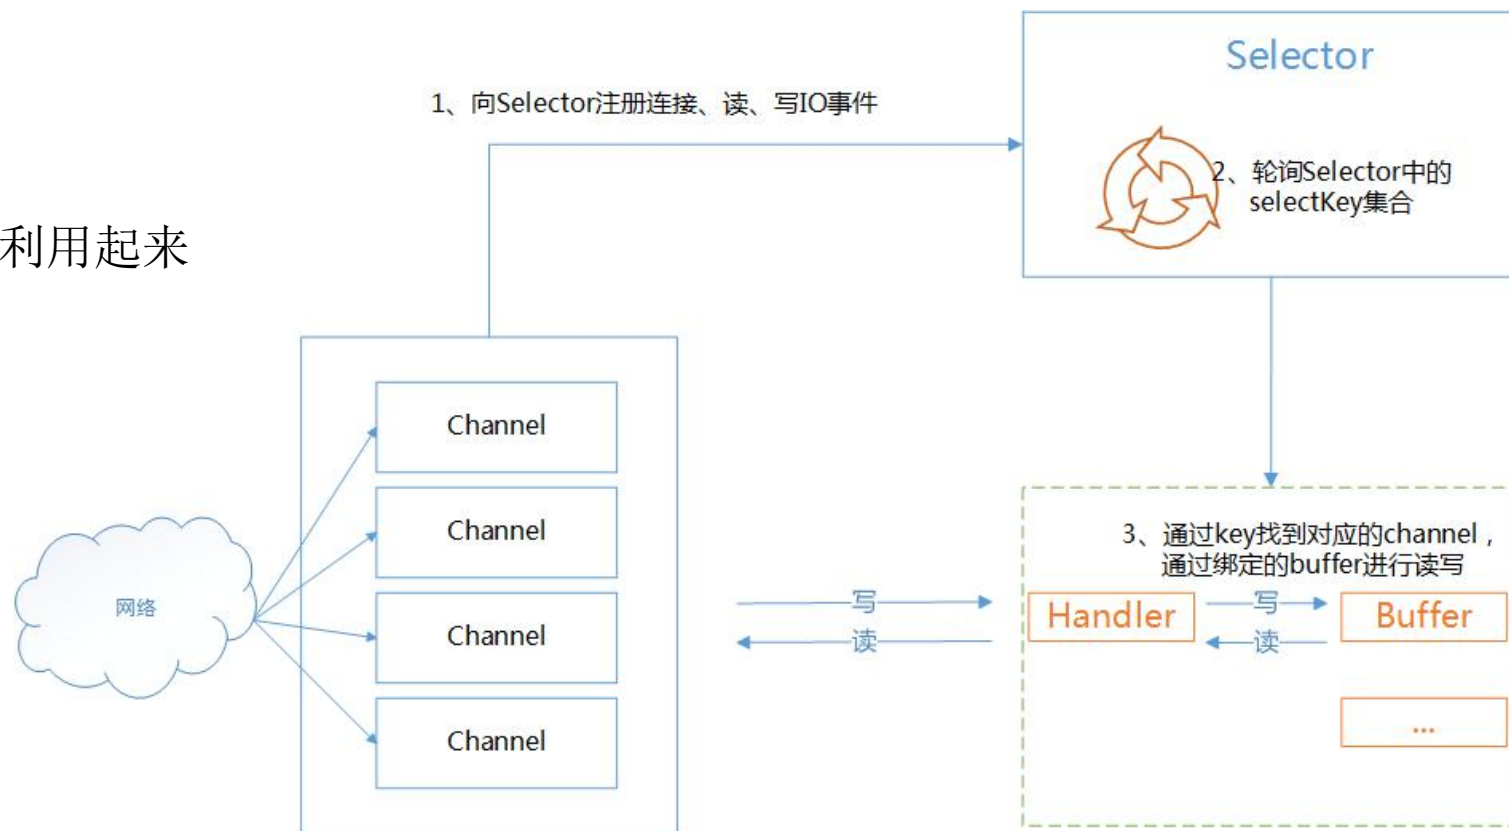 Selector
1、向Selector注册连接、读、写IO事件
2、轮询Selector中的
selectKey集合
利用起来
Channel
Channel
Channel
Channel
网络
3、通过key找到对应的channel，
通过绑定的buffer进行读写
写
读
Handler
写
读
Buffer
...